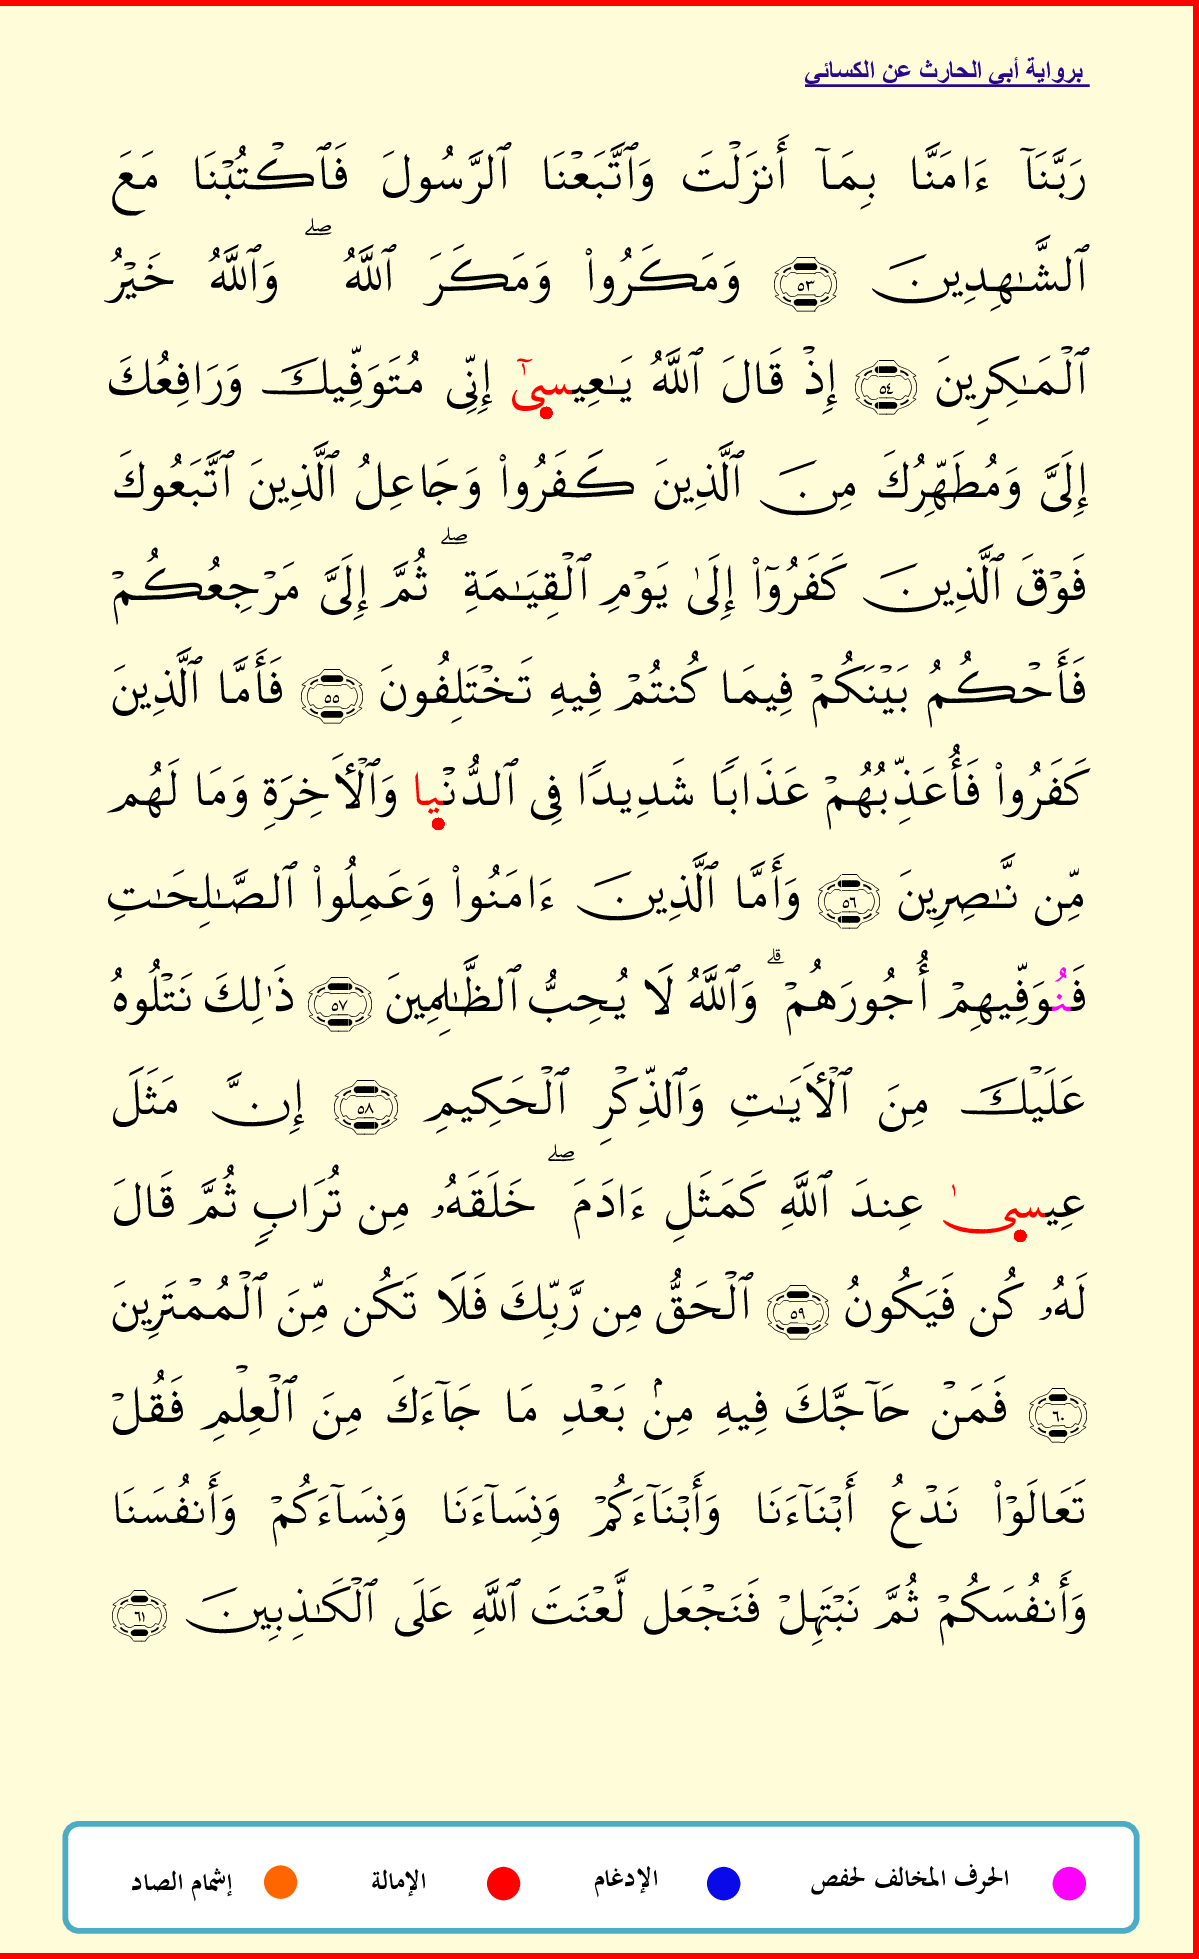 برواية أبي الحارث عن الكسائي
رَبَّنَآ ءَامَنَّا بِمَآ أَنزَلْتَ وَٱتَّبَعْنَا ٱلرَّسُولَ فَٱكْتُبْنَا مَعَ
ٱلشَّـٰهِدِينَ ٥٣ وَمَكَرُوا۟ وَمَكَرَ ٱللَّهُ ۖ وَٱللَّهُ خَيْرُ
ٱلْمَـٰكِرِينَ ٥٤ إِذْ قَالَ ٱللَّهُ يَـٰعِيسِىٓ إِنِّى مُتَوَفِّيكَ وَرَافِعُكَ
إِلَىَّ وَمُطَهِّرُكَ مِنَ ٱلَّذِينَ كَفَرُوا۟ وَجَاعِلُ ٱلَّذِينَ ٱتَّبَعُوكَ
فَوْقَ ٱلَّذِينَ كَفَرُوٓا۟ إِلَىٰ يَوْمِ ٱلْقِيَـٰمَةِ ۖ ثُمَّ إِلَىَّ مَرْجِعُكُمْ
فَأَحْكُمُ بَيْنَكُمْ فِيمَا كُنتُمْ فِيهِ تَخْتَلِفُونَ ٥٥ فَأَمَّا ٱلَّذِينَ
كَفَرُوا۟ فَأُعَذِّبُهُمْ عَذَابًا شَدِيدًا فِى ٱلدُّنْيا وَٱلْأَخِرَةِ وَمَا لَهُم
مِّن نَّـٰصِرِينَ ٥٦ وَأَمَّا ٱلَّذِينَ ءَامَنُوا۟ وَعَمِلُوا۟ ٱلصَّـٰلِحَـٰتِ
فَنُوَفِّيهِمْ أُجُورَهُمْ ۗ وَٱللَّهُ لَا يُحِبُّ ٱلظَّـٰلِمِينَ ٥٧ ذَٰلِكَ نَتْلُوهُ
عَلَيْكَ مِنَ ٱلْأَيَـٰتِ وَٱلذِّكْرِ ٱلْحَكِيمِ ٥٨ إِنَّ مَثَلَ
عِيسِىٰ عِندَ ٱللَّهِ كَمَثَلِ ءَادَمَ ۖ خَلَقَهُۥ مِن تُرَابٍ ثُمَّ قَالَ
لَهُۥ كُن فَيَكُونُ ٥٩ ٱلْحَقُّ مِن رَّبِّكَ فَلَا تَكُن مِّنَ ٱلْمُمْتَرِينَ
٦٠ فَمَنْ حَآجَّكَ فِيهِ مِنۢ بَعْدِ مَا جَآءَكَ مِنَ ٱلْعِلْمِ فَقُلْ
تَعَالَوْا۟ نَدْعُ أَبْنَآءَنَا وَأَبْنَآءَكُمْ وَنِسَآءَنَا وَنِسَآءَكُمْ وَأَنفُسَنَا
وَأَنفُسَكُمْ ثُمَّ نَبْتَهِلْ فَنَجْعَل لَّعْنَتَ ٱللَّهِ عَلَى ٱلْكَـٰذِبِينَ ٦١
الحرف المخالف لحفص الإدغام الإمالة إشمام الصاد